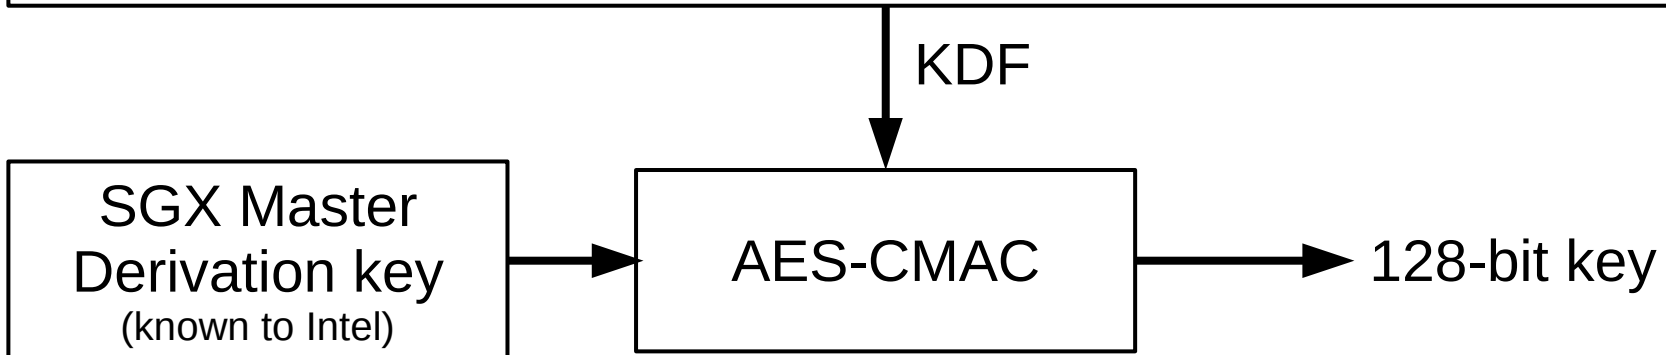 KDF
SGX Master
Derivation key
(known to Intel)
AES-CMAC
128-bit key